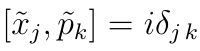 [x̃_j, p̃_k] = iδ_{j k}